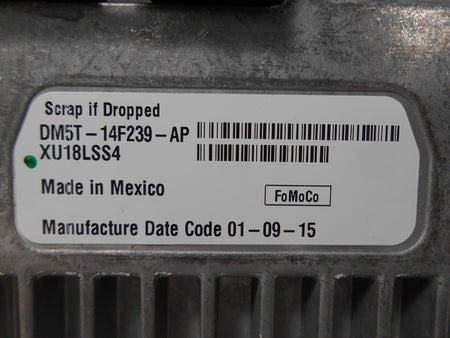 Scrap if Dropped
DM5T-14F239-AP
XU18LSS4
Made in Mexico
FoMoCo
Manufacture Date Code 01-09-15